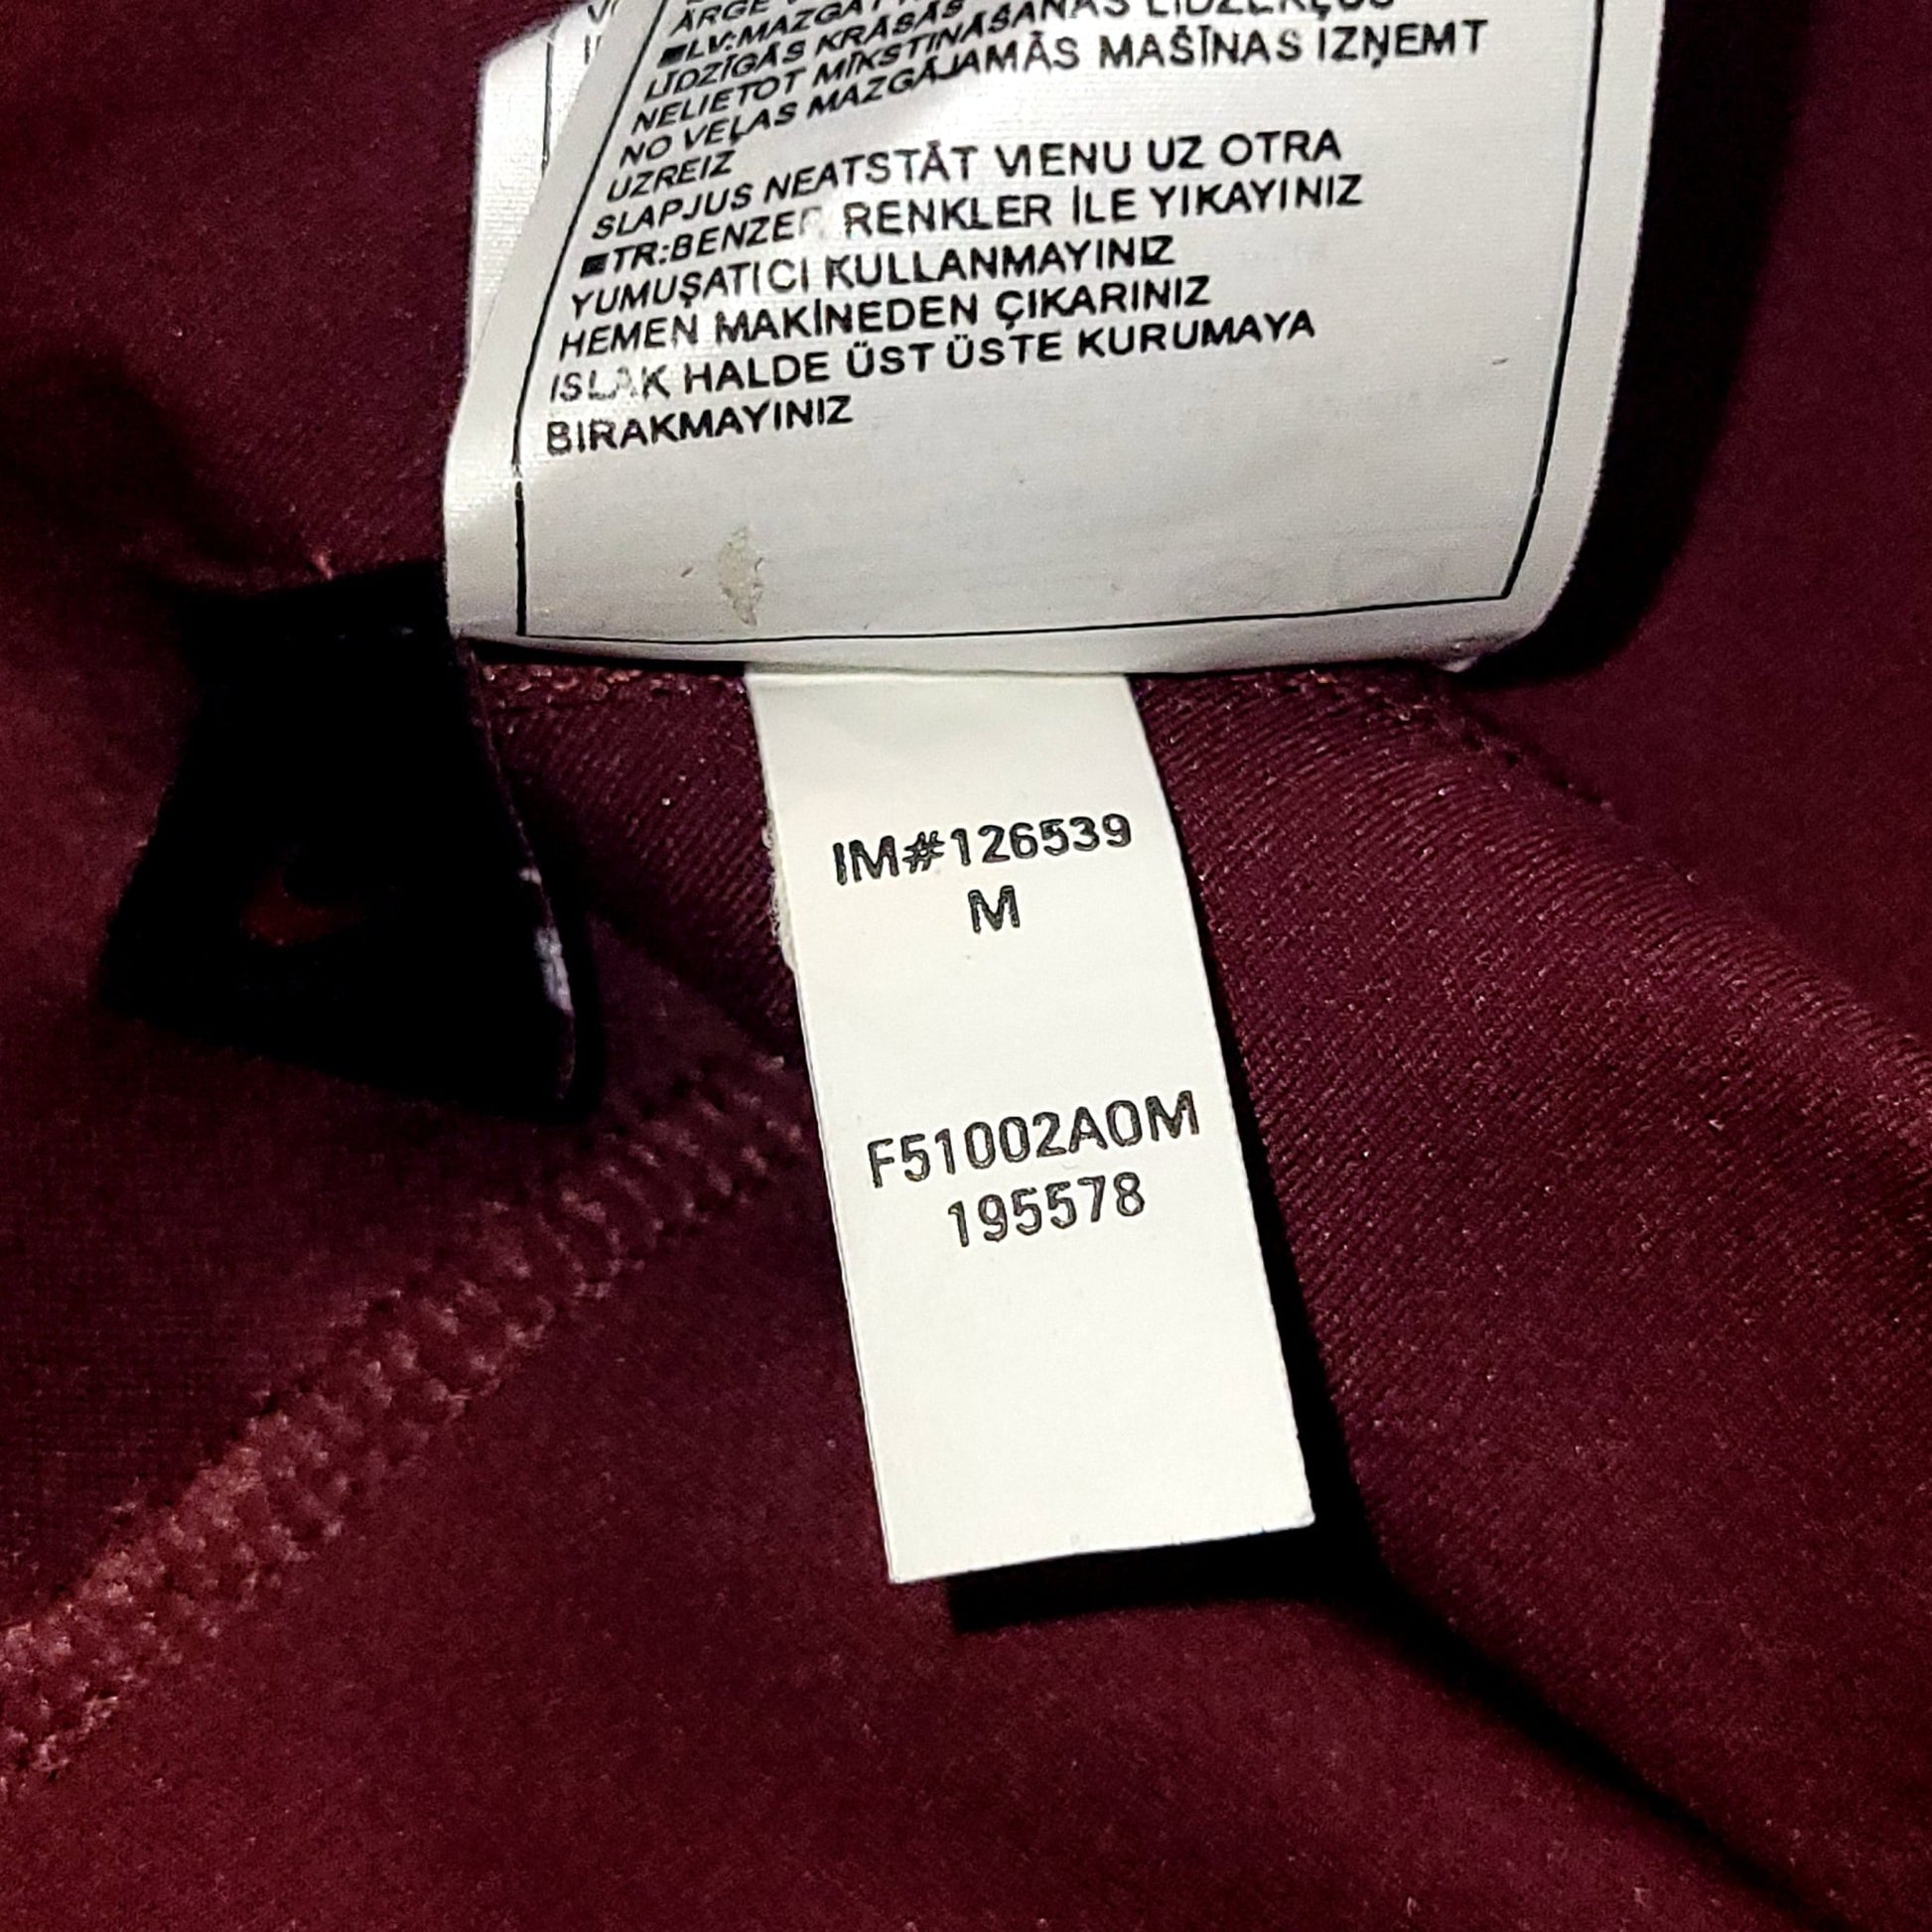 ÄRGE
■LV:MAZGĀT
LĪDZĪGĀS KRĀSĀS
NELIETOT MĪKSTINĀŠANAS LĪDZEKĻUS
NO VEĻAS MAZGĀJAMĀS MAŠĪNAS IZŅEMT
UZREIZ
SLAPJUS NEATSTĀT VIENU UZ OTRA
■TR:BENZER RENKLER İLE YIKAYINIZ
YUMUŞATICI KULLANMAYINIZ
HEMEN MAKİNEDEN ÇIKARINIZ
ISLAK HALDE ÜST ÜSTE KURUMAYA
BIRAKMAYINIZ
IM#126539
M
F51002AOM
195578